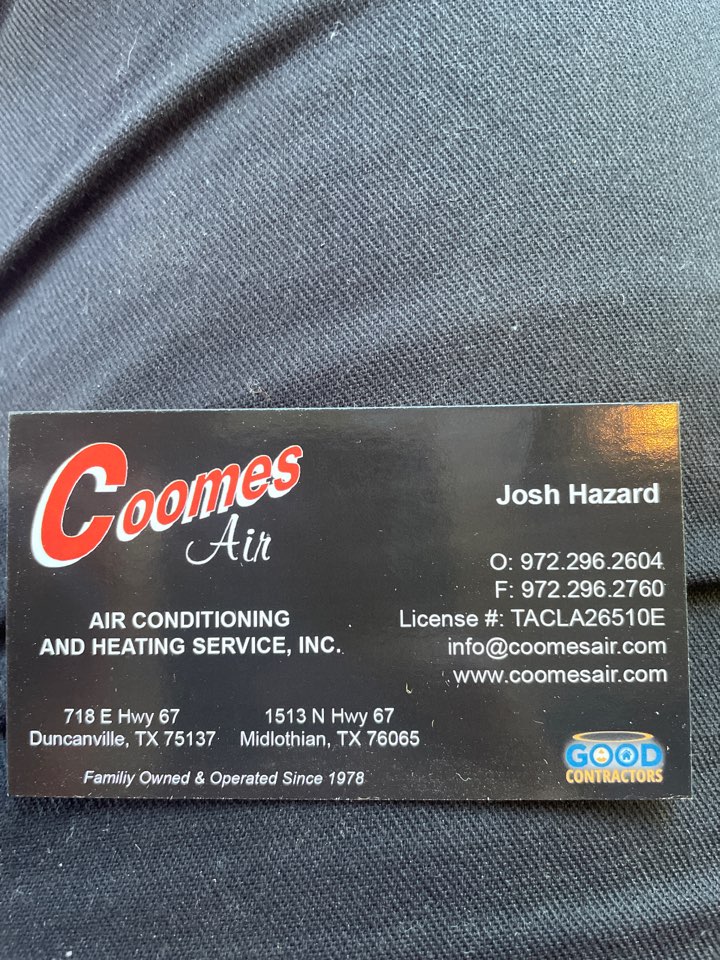 Coomes
Air
AIR CONDITIONING
AND HEATING SERVICE, INC.
Josh Hazard
O: 972.296.2604
F: 972.296.2760
License #: TACLA26510E
info@coomesair.com
www.coomesair.com
718 E Hwy 67
Duncanville, TX 75137
1513 N Hwy 67
Midlothian, TX 76065
Familiy Owned & Operated Since 1978
GOOD
CONTRACTORS